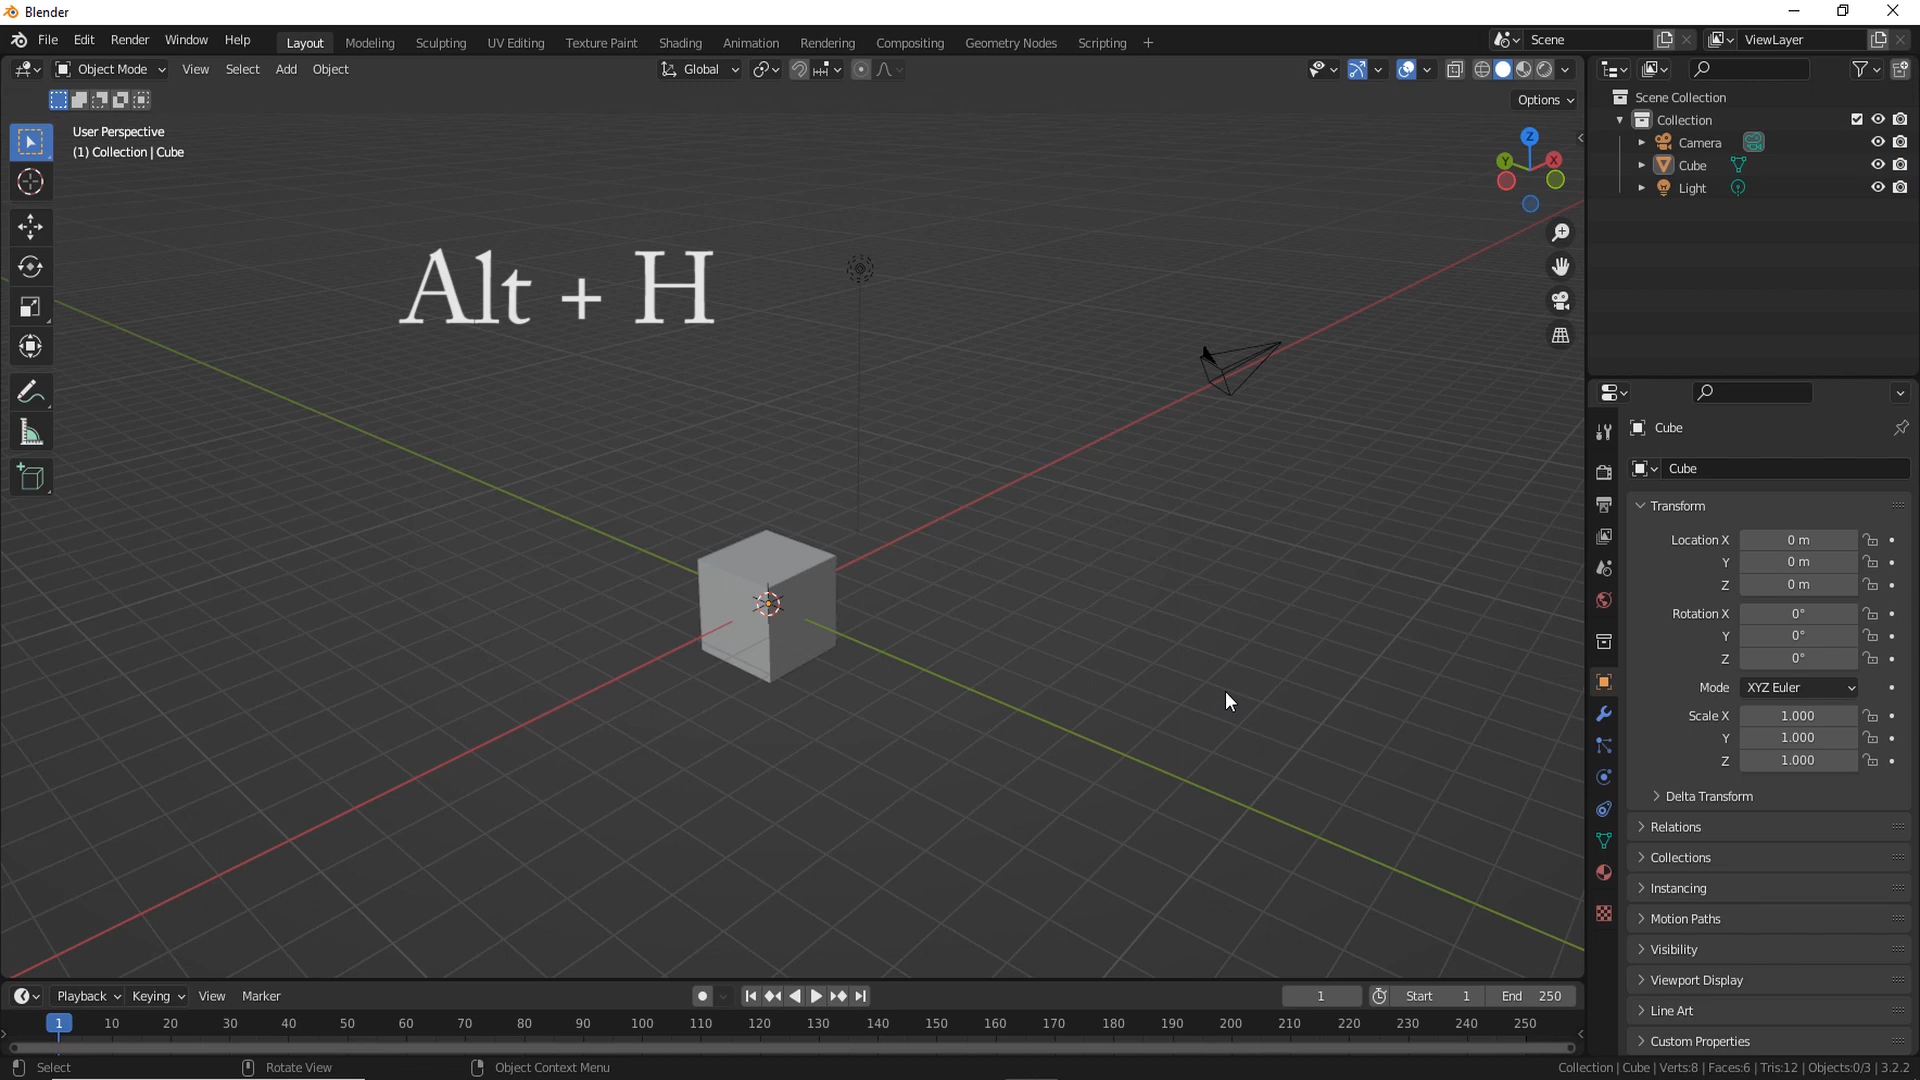 Blender
File Edit Render Window Help Layout Modeling Sculpting UV Editing Texture Paint Shading Animation Rendering Compositing Geometry Nodes Scripting + Scene ViewLayer
Object Mode View Select Add Object Global
Options
User Perspective
(1) Collection | Cube
Z
Y X
Alt + H
Scene Collection
Collection
Camera
Cube
Light
Cube
Cube
Transform
Location X 0 m
Y 0 m
Z 0 m
Rotation X 0°
Y 0°
Z 0°
Mode XYZ Euler
Scale X 1.000
Y 1.000
Z 1.000
Delta Transform
Relations
Collections
Instancing
Motion Paths
Visibility
Viewport Display
Line Art
Custom Properties
Playback Keying View Marker 1 Start 1 End 250
1 10 20 30 40 50 60 70 80 90 100 110 120 130 140 150 160 170 180 190 200 210 220 230 240 250
Select Rotate View Object Context Menu Collection | Cube | Verts:8 | Faces:6 | Tris:12 | Objects:0/3 | 3.2.2